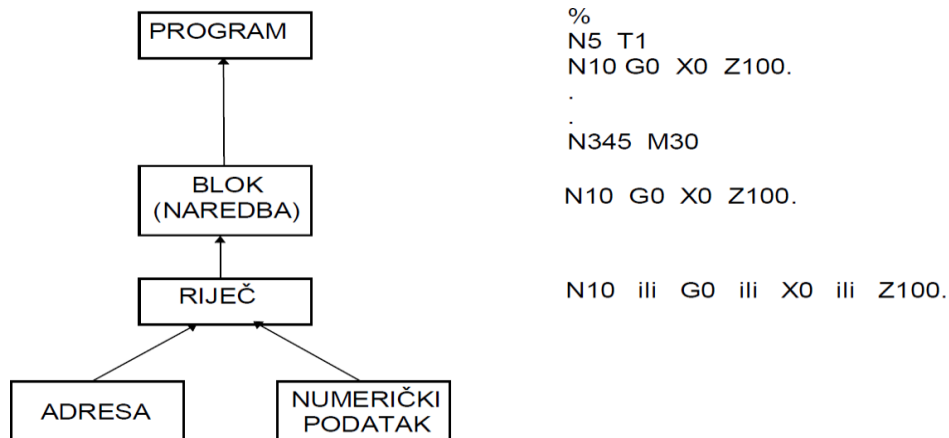 PROGRAM
%
N5 T1
N10 G0 X0 Z100.
.
.
N345 M30
BLOK
(NAREDBA)
N10 G0 X0 Z100.
RIJEČ
N10 ili G0 ili X0 ili Z100.
ADRESA
NUMERIČKI
PODATAK